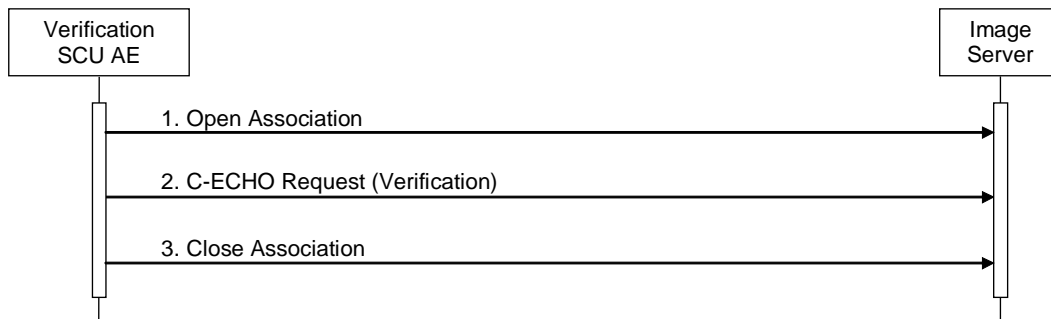 Verification
SCU AE
Image
Server
1. Open Association
2. C-ECHO Request (Verification)
3. Close Association